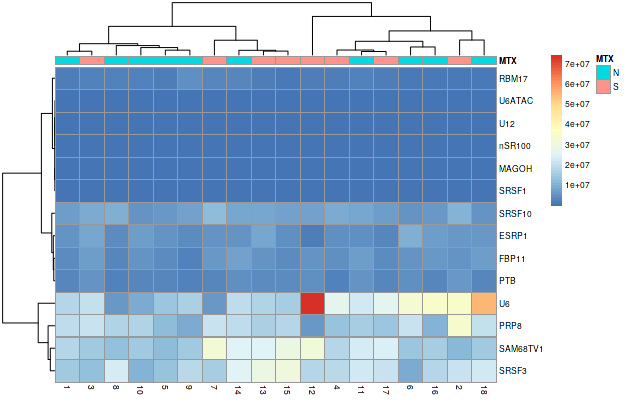 MTX
RBM17
U6ATAC
U12
nSR100
MAGOH
SRSF1
SRSF10
ESRP1
FBP11
PTB
U6
PRP8
SAM68TV1
SRSF3
1 3 8 10 5 9 7 14 13 15 12 4 11 17 6 16 2 18
7e+07
6e+07
5e+07
4e+07
3e+07
2e+07
1e+07
MTX
N
S